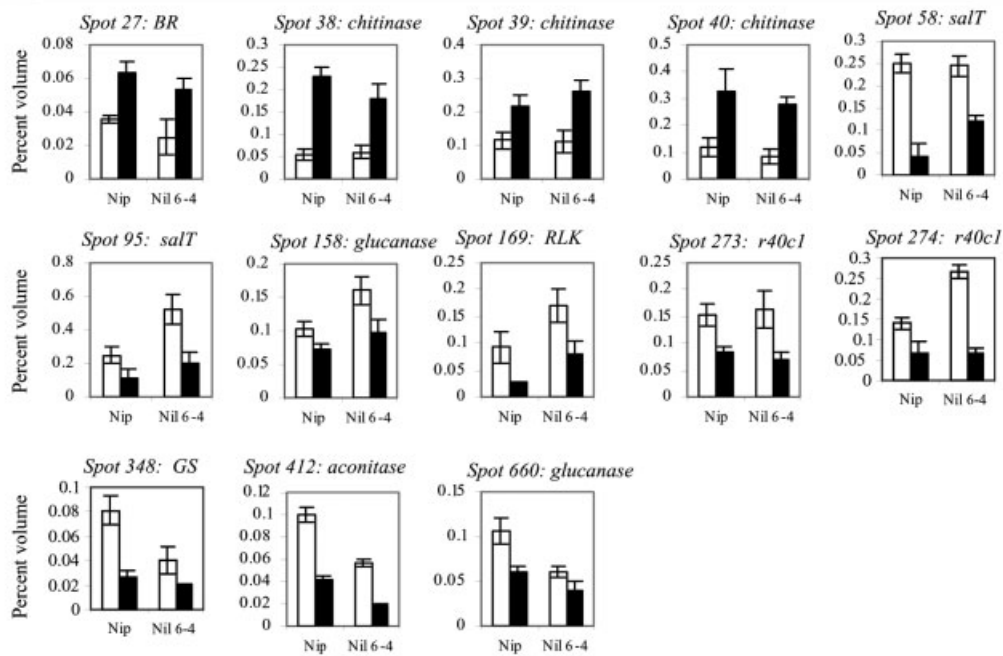 Spot 27: BR
Spot 38: chitinase
Spot 39: chitinase
Spot 40: chitinase
Spot 58: salT
Percent volume
0.08
0.06
0.04
0.02
0
Nip Nil 6-4
0.3
0.25
0.2
0.15
0.1
0.05
0
Nip Nil 6-4
0.4
0.3
0.2
0.1
0
Nip Nil 6-4
0.5
0.4
0.3
0.2
0.1
0
Nip Nil 6-4
0.3
0.25
0.2
0.15
0.1
0.05
0
Nip Nil 6-4
Spot 95: salT
Spot 158: glucanase
Spot 169: RLK
Spot 273: r40c1
Spot 274: r40c1
Percent volume
0.8
0.6
0.4
0.2
0
Nip Nil 6-4
0.2
0.15
0.1
0.05
0
Nip Nil 6-4
0.25
0.2
0.15
0.1
0.05
0
Nip Nil 6-4
0.25
0.2
0.15
0.1
0.05
0
Nip Nil 6-4
0.3
0.25
0.2
0.15
0.1
0.05
0
Nip Nil 6-4
Spot 348: GS
Spot 412: aconitase
Spot 660: glucanase
Percent volume
0.1
0.08
0.06
0.04
0.02
0
Nip Nil 6-4
0.12
0.1
0.08
0.06
0.04
0.02
0
Nip Nil 6-4
0.15
0.1
0.05
0
Nip Nil 6-4